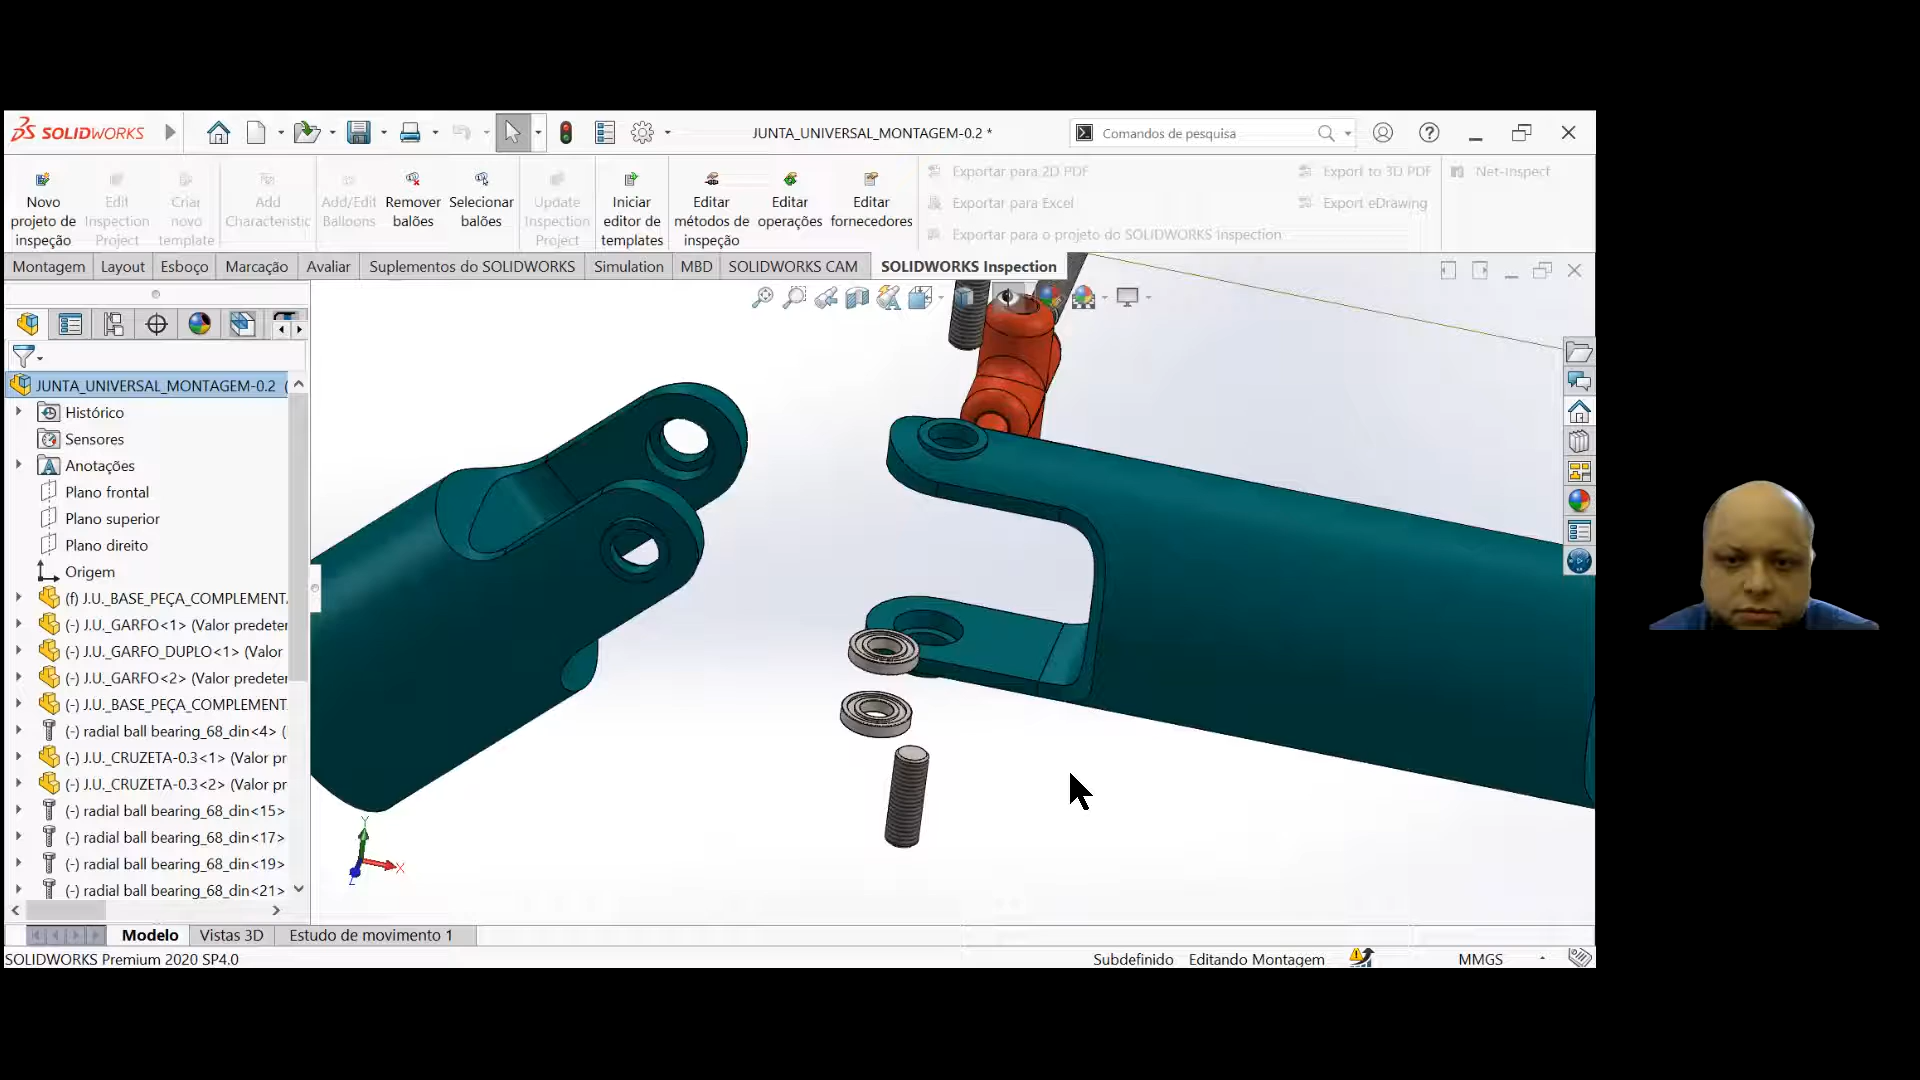 SOLIDWORKS
JUNTA_UNIVERSAL_MONTAGEM-0.2 *
Comandos de pesquisa
Novo projeto de inspeção
Edit Inspection Project
Criar novo template
Add Characteristic
Add/Edit Balloons
Remover balões
Selecionar balões
Update Inspection Project
Iniciar editor de templates
Editar métodos de inspeção
Editar operações
Editar fornecedores
Exportar para 2D PDF
Exportar para Excel
Exportar para o projeto do SOLIDWORKS Inspection
Export to 3D PDF
Export eDrawing
Net-Inspect
Montagem
Layout
Esboço
Marcação
Avaliar
Suplementos do SOLIDWORKS
Simulation
MBD
SOLIDWORKS CAM
SOLIDWORKS Inspection
JUNTA_UNIVERSAL_MONTAGEM-0.2 (
Histórico
Sensores
Anotações
Plano frontal
Plano superior
Plano direito
Origem
(f) J.U._BASE_PEÇA_COMPLEMENT.
(-) J.U._GARFO<1> (Valor predeter
(-) J.U._GARFO_DUPLO<1> (Valor
(-) J.U._GARFO<2> (Valor predeter
(-) J.U._BASE_PEÇA_COMPLEMENT.
(-) radial ball bearing_68_din<4> (
(-) J.U._CRUZETA-0.3<1> (Valor pr
(-) J.U._CRUZETA-0.3<2> (Valor pr
(-) radial ball bearing_68_din<15>
(-) radial ball bearing_68_din<17>
(-) radial ball bearing_68_din<19>
(-) radial ball bearing_68_din<21>
Y
X
Z
Modelo
Vistas 3D
Estudo de movimento 1
SOLIDWORKS Premium 2020 SP4.0
Subdefinido
Editando Montagem
MMGS